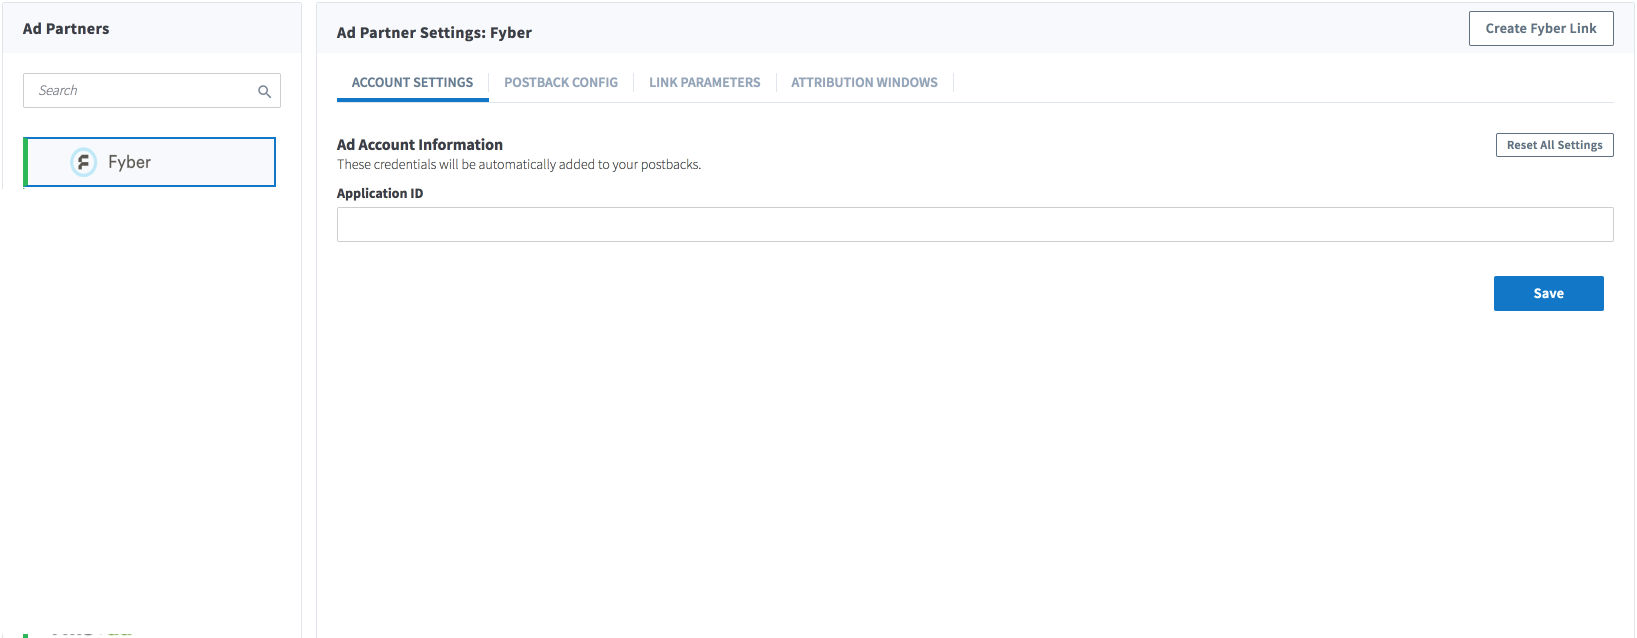 Ad Partners
Search
Fyber
Ad Partner Settings: Fyber
Create Fyber Link
ACCOUNT SETTINGS
POSTBACK CONFIG
LINK PARAMETERS
ATTRIBUTION WINDOWS
Ad Account Information
Reset All Settings
These credentials will be automatically added to your postbacks.
Application ID
Save